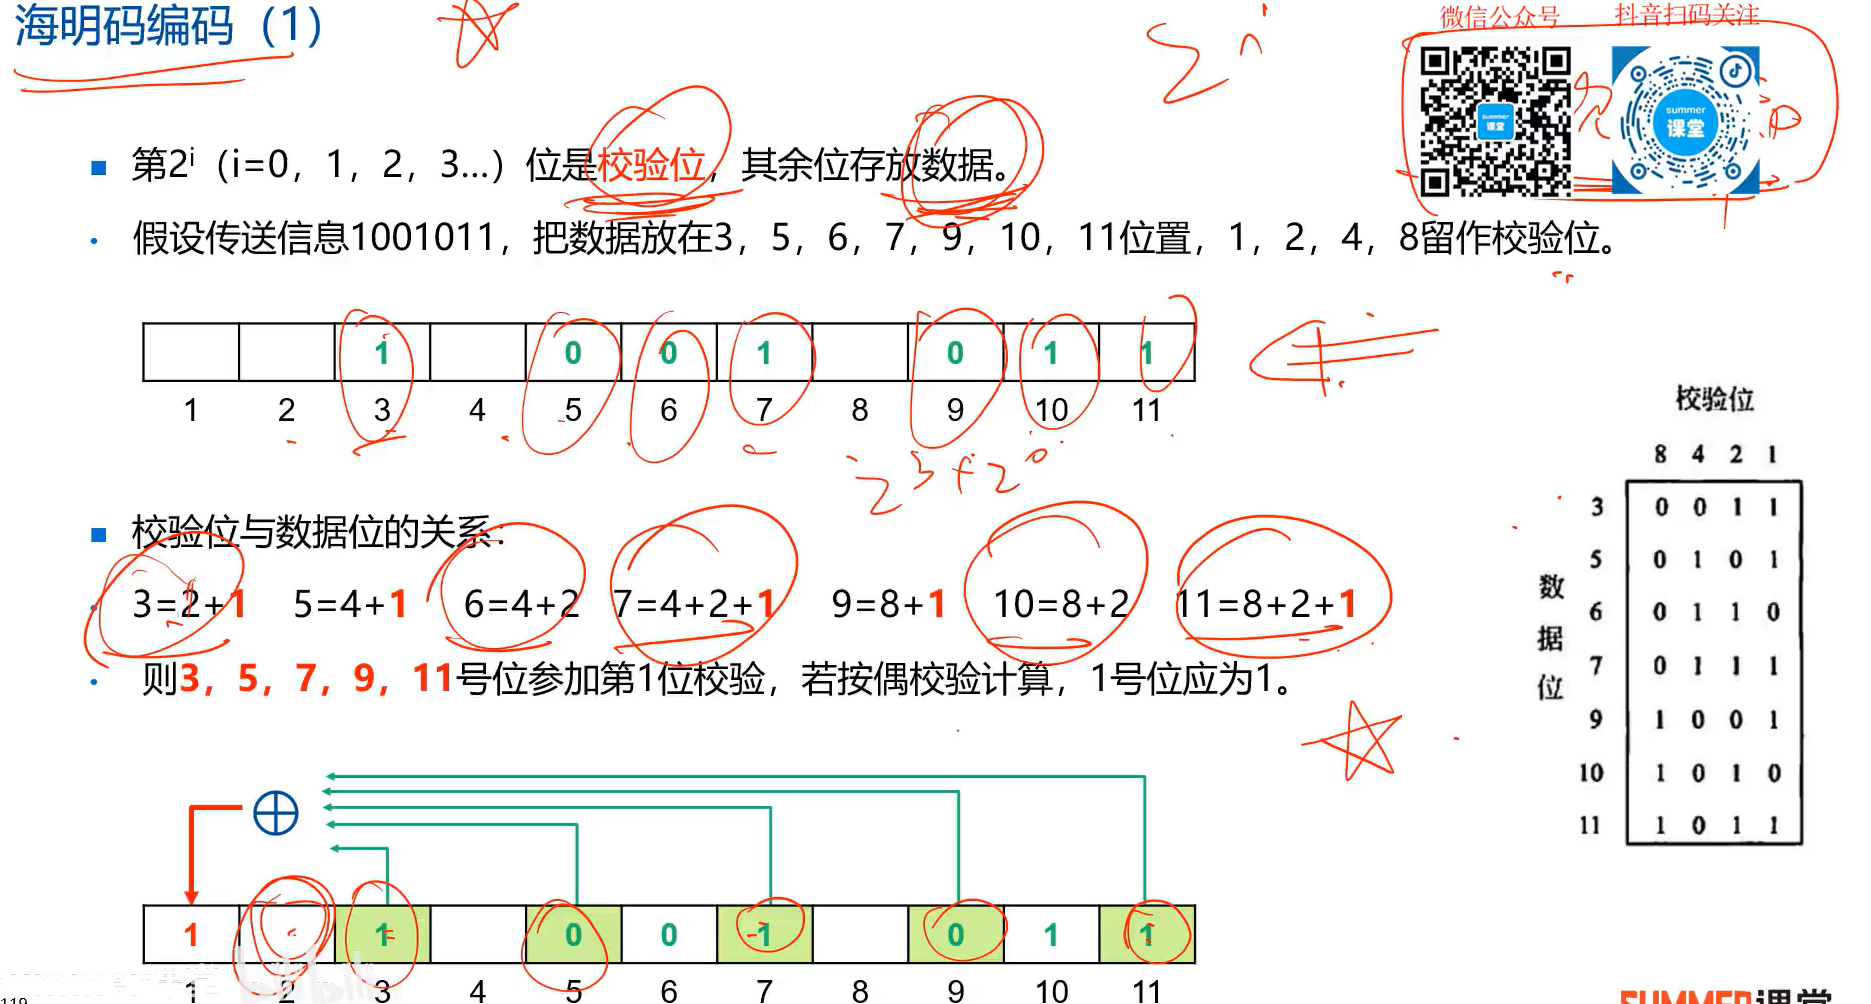 海明码编码（1）
2ⁱ
微信公众号
抖音扫码关注
summer
课堂
summer
课堂
第2ⁱ（i=0，1，2，3...）位是校验位，其余位存放数据。
假设传送信息1001011，把数据放在3，5，6，7，9，10，11位置，1，2，4，8留作校验位。
1 0 0 1 0 1 1
1 2 3 4 5 6 7 8 9 10 11
2³+2⁰
校验位与数据位的关系：
3=2+1 5=4+1 6=4+2 7=4+2+1 9=8+1 10=8+2 11=8+2+1
则3，5，7，9，11号位参加第1位校验，若按偶校验计算，1号位应为1。
1 1 0 0 1 0 1 1
1 2 3 4 5 6 7 8 9 10 11
校验位
8 4 2 1
数据位
3 0 0 1 1
5 0 1 0 1
6 0 1 1 0
7 0 1 1 1
9 1 0 0 1
10 1 0 1 0
11 1 0 1 1
119
bilibili
SUMMER课堂